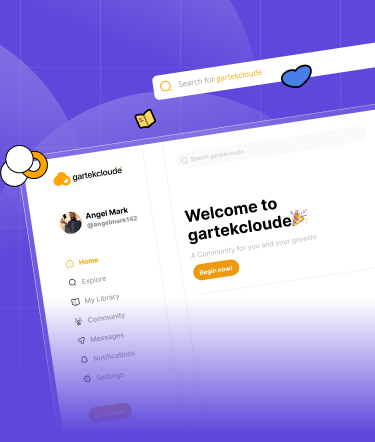 Search for gartekcloude
gartekcloude
Search gartekcloude
Angel Mark
@angelmark142
Welcome to
gartekcloude🎉
A Community for you and your growth!
Begin now!
Home
Explore
My Library
Community
Messages
Notifications
Settings